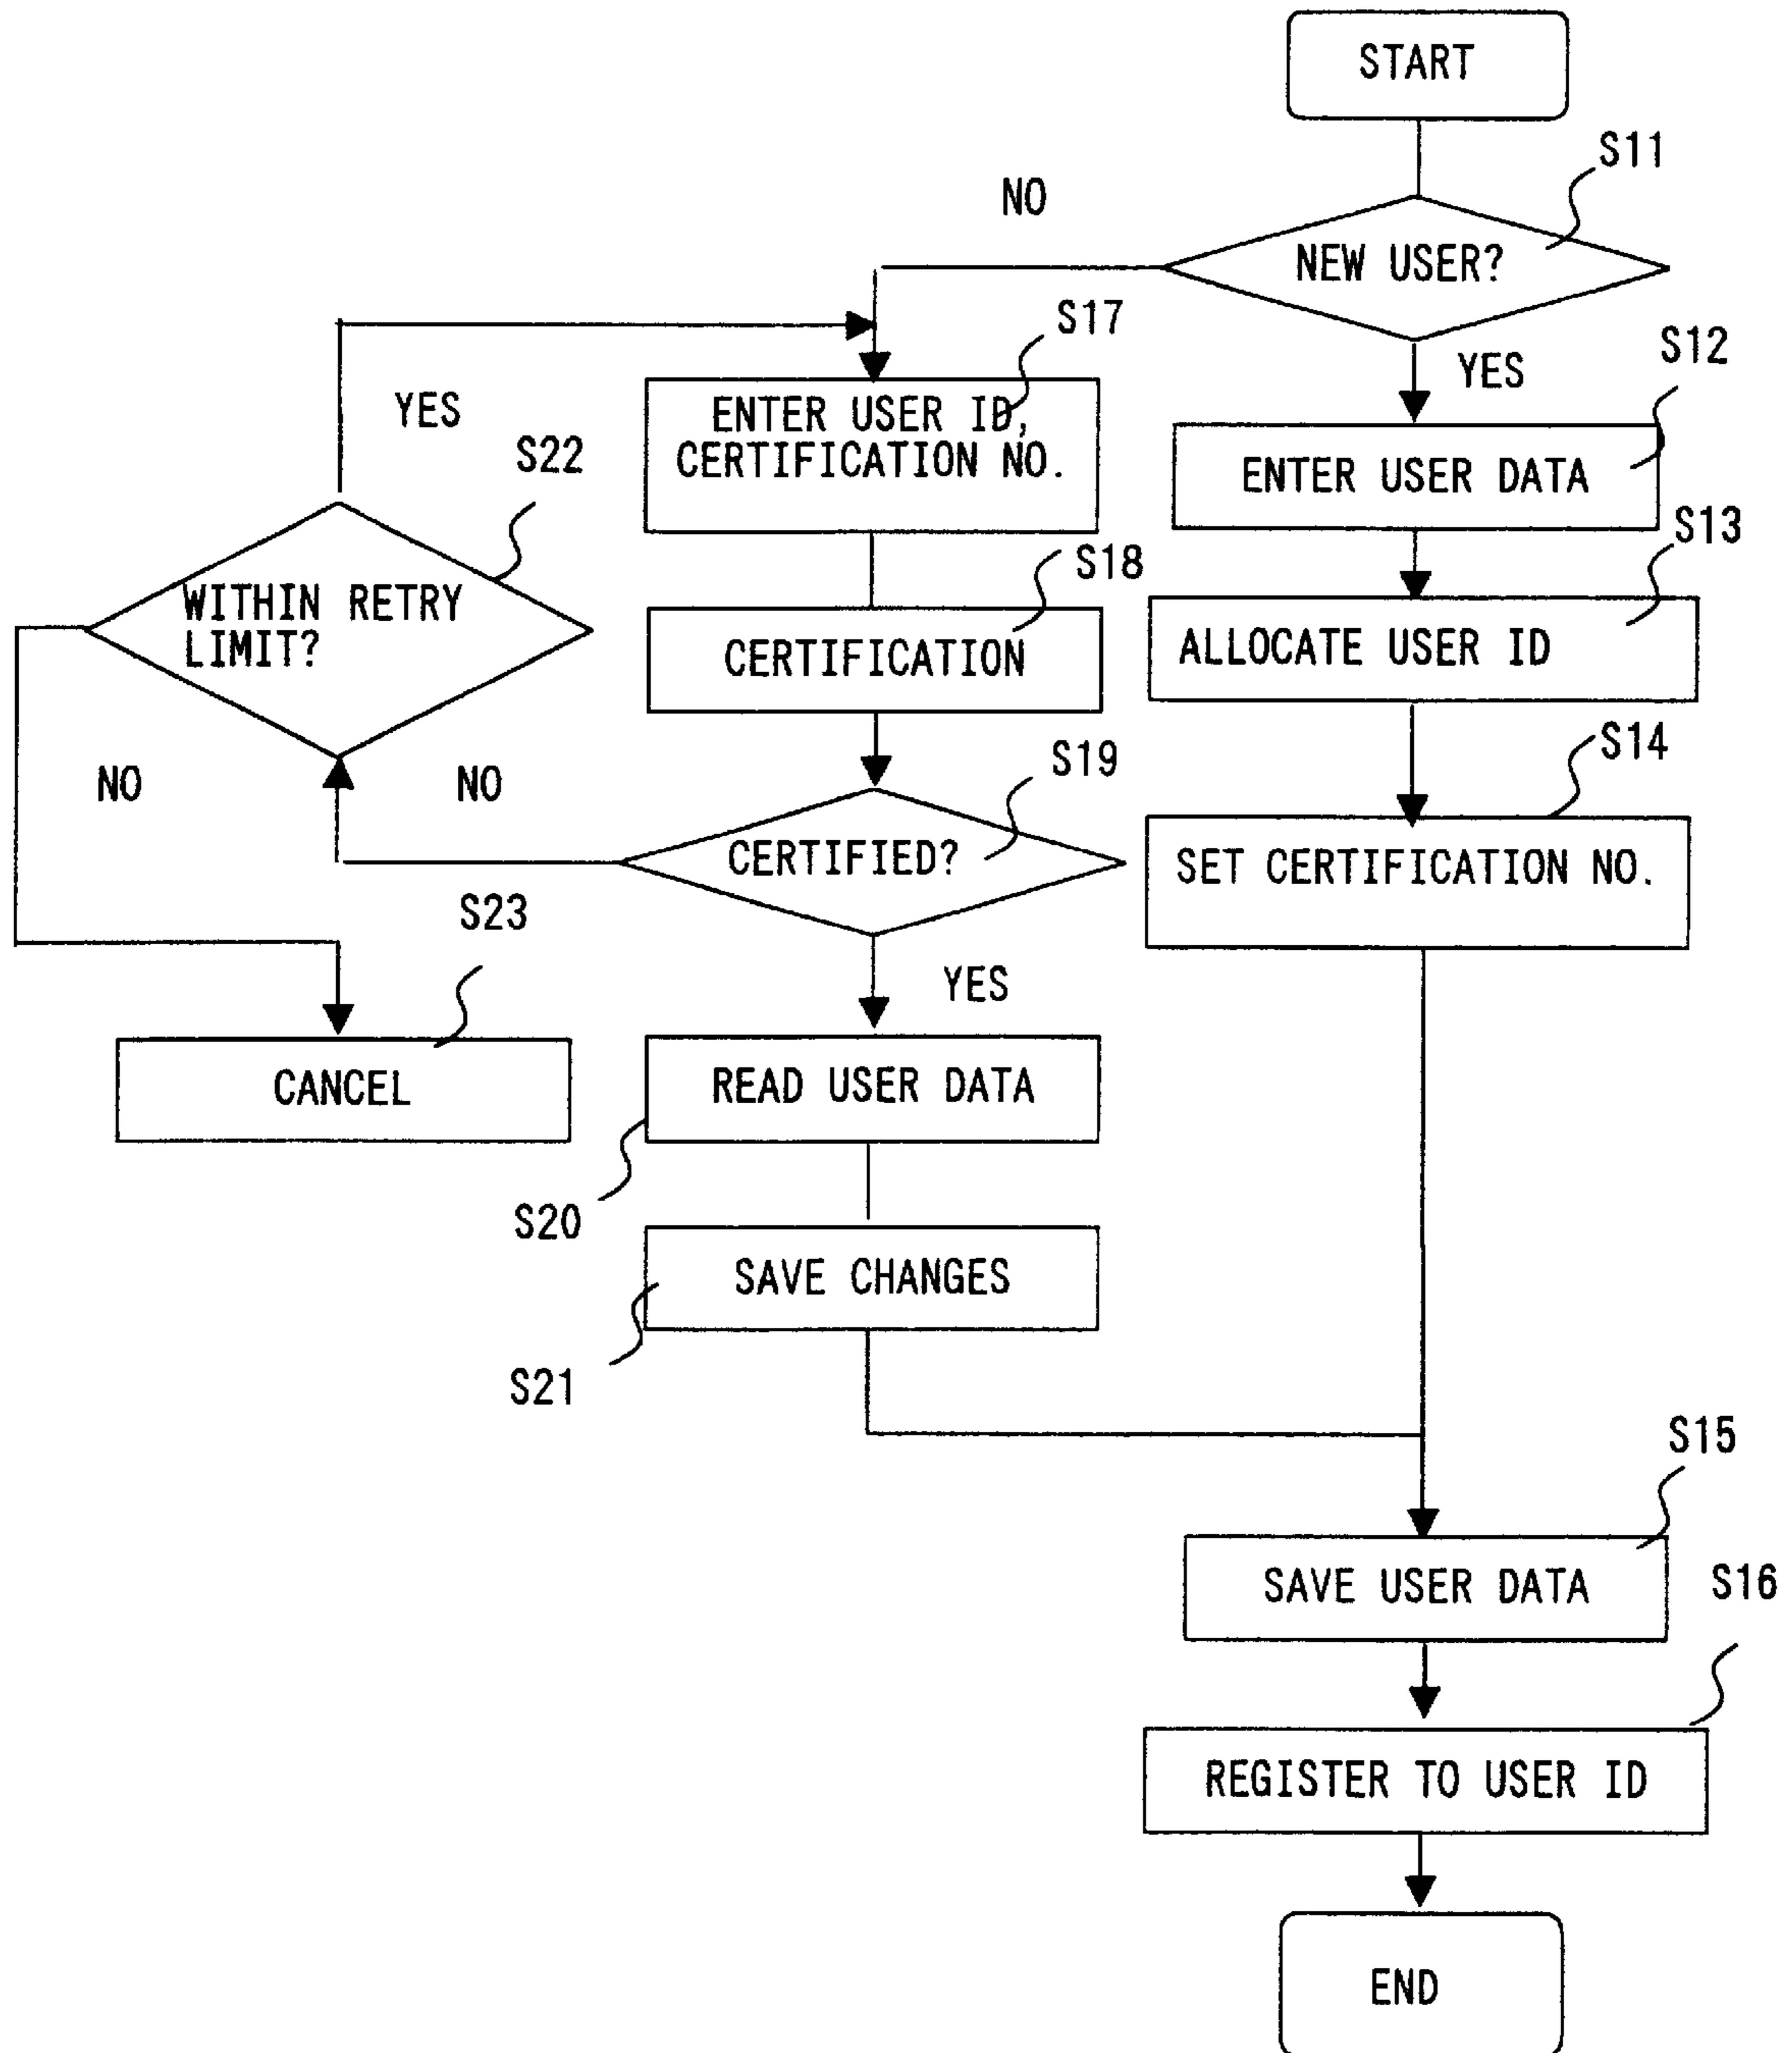 START
S11
NO
NEW USER?
S17
S12
YES
YES
ENTER USER ID,
CERTIFICATION NO.
ENTER USER DATA
S22
S13
S18
WITHIN RETRY
LIMIT?
CERTIFICATION
ALLOCATE USER ID
S14
S19
NO
NO
CERTIFIED?
SET CERTIFICATION NO.
S23
YES
CANCEL
READ USER DATA
S20
SAVE CHANGES
S21
S15
SAVE USER DATA
S16
REGISTER TO USER ID
END